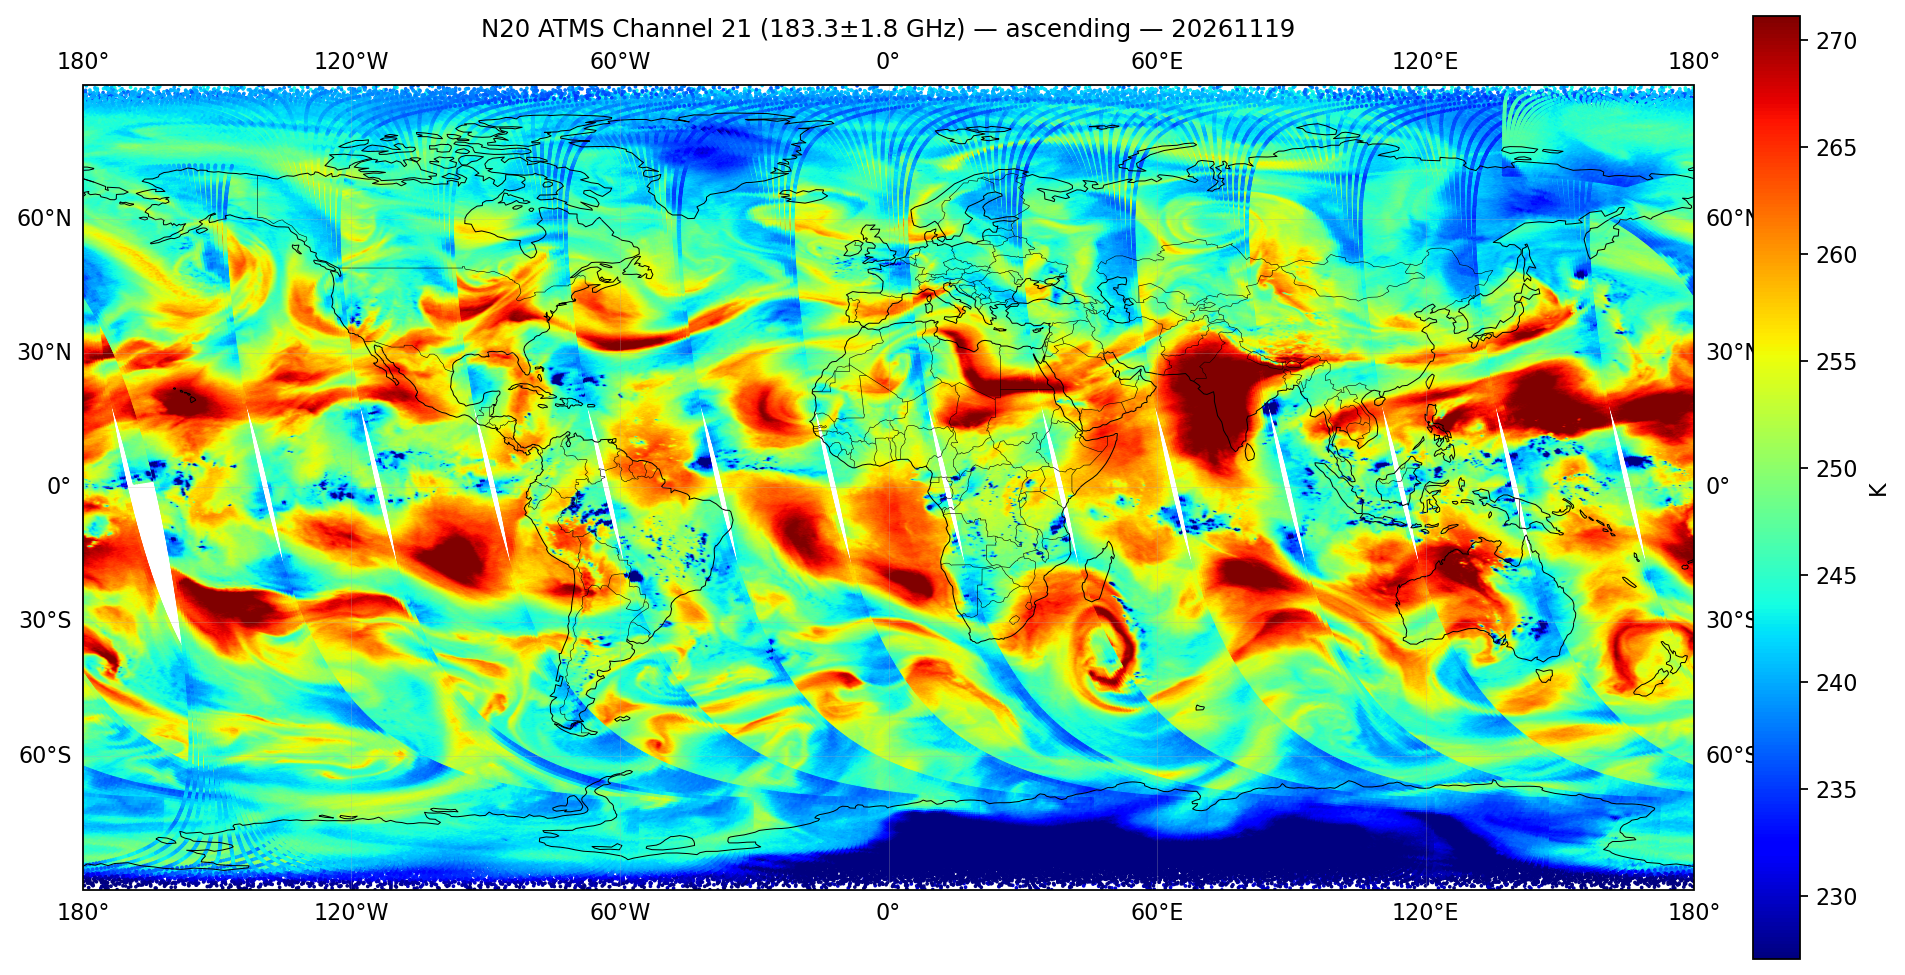 N20 ATMS Channel 21 (183.3±1.8 GHz) — ascending — 20261119
180° 120°W 60°W 0° 60°E 120°E 180°
60°N 60°N
30°N 30°N
0° 0°
30°S 30°S
60°S 60°S
180° 120°W 60°W 0° 60°E 120°E 180°
270
265
260
255
250
245
240
235
230
K